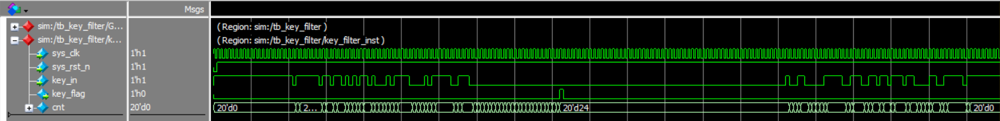 Msgs
sim:/tb_key_filter/G...
(Region: sim:/tb_key_filter )
sim:/tb_key_filter/k...
(Region: sim:/tb_key_filter/key_filter_inst )
sys_clk 1'h1
sys_rst_n 1'h1
key_in 1'h1
key_flag 1'h0
cnt 20'd0 20'd0 2... 20'd24 20'd0